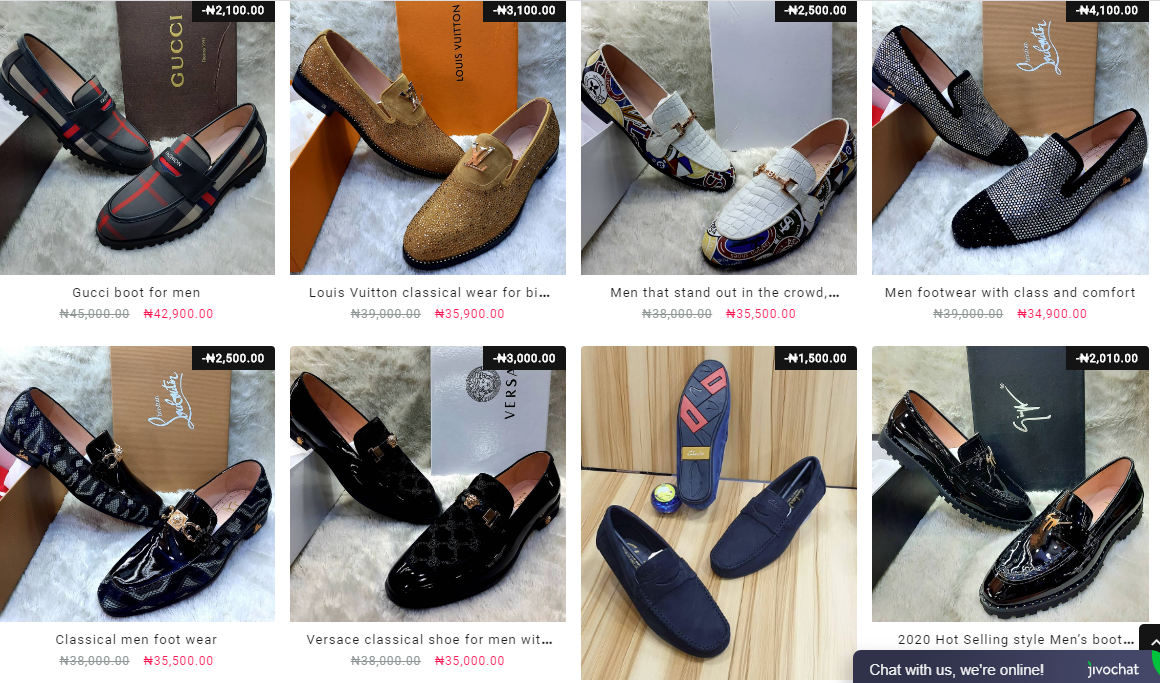 -₦2,100.00
-₦3,100.00
-₦2,500.00
-₦4,100.00
GUCCI
LOUIS VUITTON
Louboutin
Gucci boot for men
Louis Vuitton classical wear for bi...
Men that stand out in the crowd,...
Men footwear with class and comfort
₦45,000.00 ₦42,900.00
₦39,000.00 ₦35,900.00
₦38,000.00 ₦35,500.00
₦39,000.00 ₦34,900.00
-₦2,500.00
-₦3,000.00
-₦1,500.00
-₦2,010.00
Louboutin
VERSA
Classical men foot wear
Versace classical shoe for men wit...
2020 Hot Selling style Men’s boot...
₦38,000.00 ₦35,500.00
₦38,000.00 ₦35,000.00
Chat with us, we're online!
jivochat